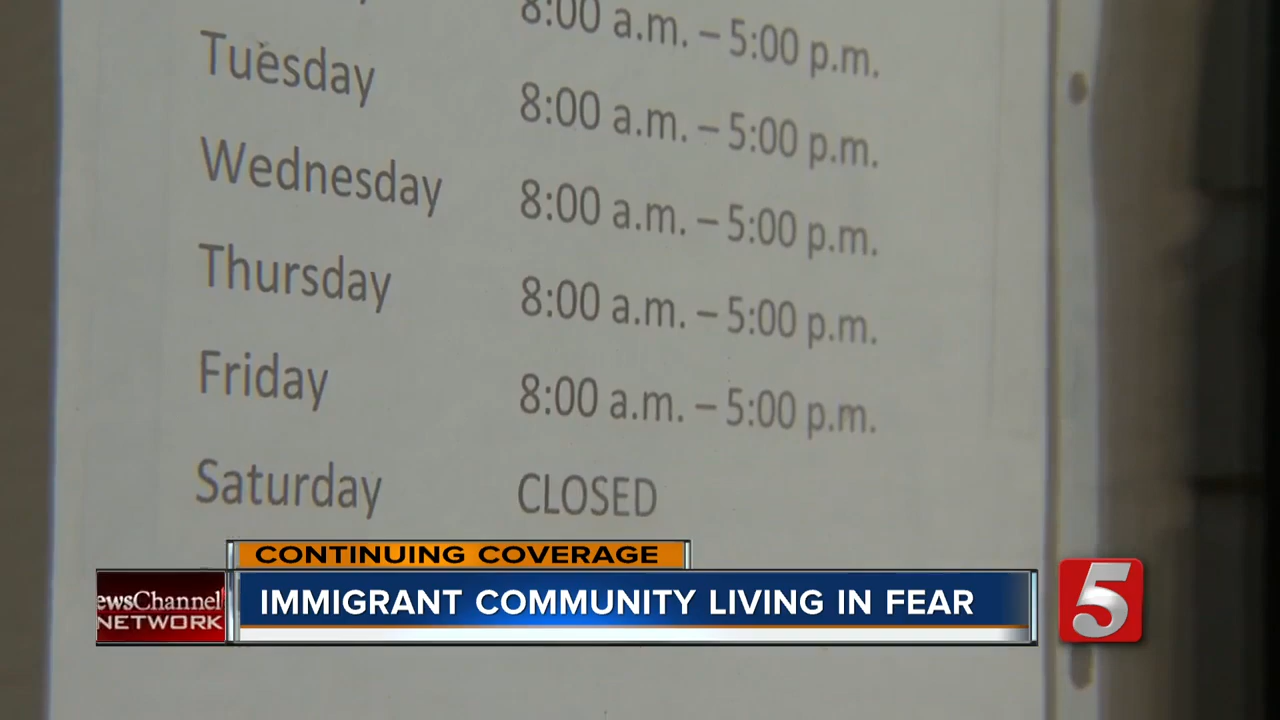 8:00 a.m. – 5:00 p.m.
Tuesday 8:00 a.m. – 5:00 p.m.
Wednesday 8:00 a.m. – 5:00 p.m.
Thursday 8:00 a.m. – 5:00 p.m.
Friday 8:00 a.m. – 5:00 p.m.
Saturday CLOSED
CONTINUING COVERAGE
ewsChannel
NETWORK
IMMIGRANT COMMUNITY LIVING IN FEAR
5